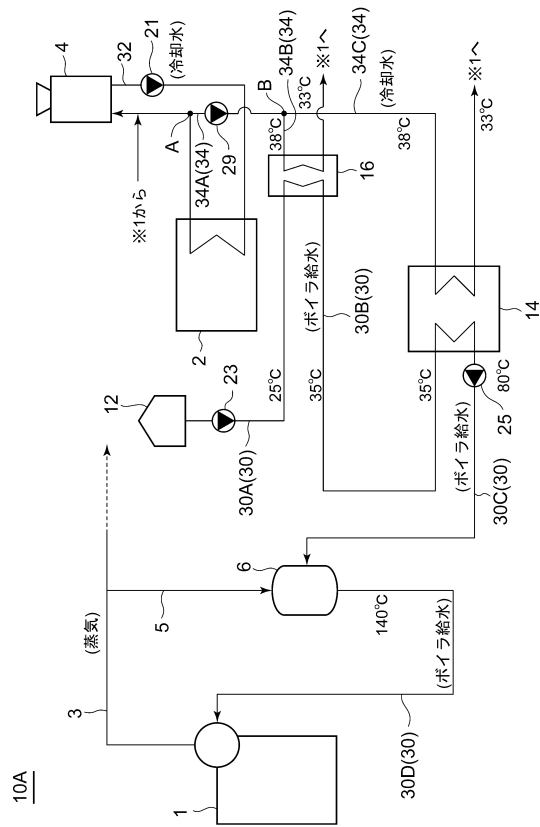 10A
1
3
(蒸気)
5
6
140℃
(ボイラ給水)
30D(30)
12
23
30A(30)
25℃
2
4
32
21
(冷却水)
A
※1から
34A(34)
29
B
38℃
34B(34)
33℃
※1へ
16
34C(34)
(冷却水)
38℃
(ボイラ給水)
30B(30)
35℃
35℃
14
※1へ
33℃
80℃
25
(ボイラ給水)
30C(30)